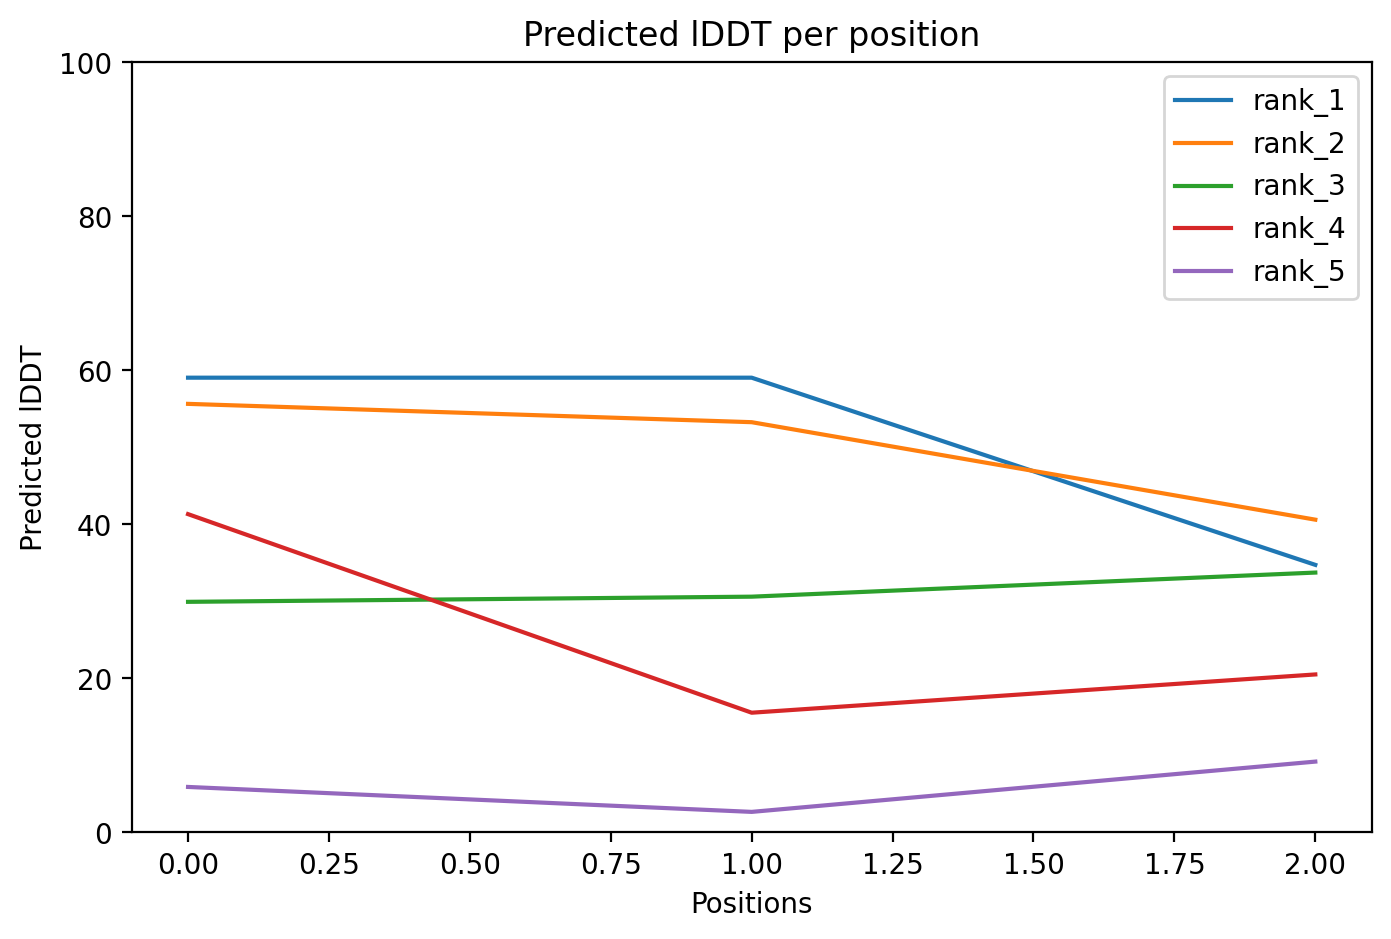 Predicted lDDT per position
100
80
60
40
20
0
Predicted lDDT
rank_1
rank_2
rank_3
rank_4
rank_5
0.00 0.25 0.50 0.75 1.00 1.25 1.50 1.75 2.00
Positions